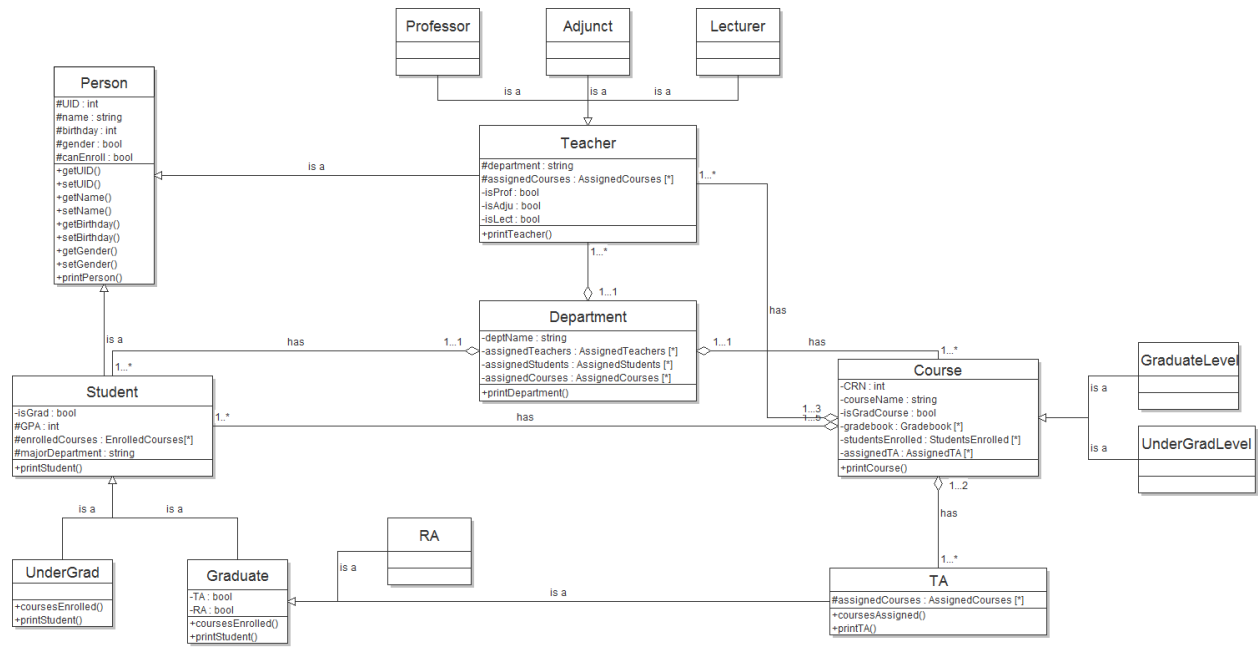 Professor
Adjunct
Lecturer
is a
is a
is a
Person
#UID : int
#name : string
#birthday : int
#gender : bool
#canEnroll : bool
+getUID()
+setUID()
+getName()
+setName()
+getBirthday()
+setBirthday()
+getGender()
+setGender()
+printPerson()
is a
Teacher
#department : string
#assignedCourses : AssignedCourses [*]
-isProf : bool
-isAdju : bool
-isLect : bool
+printTeacher()
1...*
1...*
1...1
has
Department
-deptName : string
-assignedTeachers : AssignedTeachers [*]
-assignedStudents : AssignedStudents [*]
-assignedCourses : AssignedCourses [*]
+printDepartment()
is a
has
1...1
1...*
1...1
has
1...*
Student
-isGrad : bool
#GPA : int
#enrolledCourses : EnrolledCourses[*]
#majorDepartment : string
+printStudent()
1..*
has
1...3
1...5
Course
-CRN : int
-courseName : string
-isGradCourse : bool
-gradebook : Gradebook [*]
-studentsEnrolled : StudentsEnrolled [*]
-assignedTA : AssignedTA [*]
+printCourse()
GraduateLevel
is a
UnderGradLevel
is a
1...2
has
1...*
is a
is a
UnderGrad
+coursesEnrolled()
+printStudent()
Graduate
-TA : bool
-RA : bool
+coursesEnrolled()
+printStudent()
RA
is a
is a
TA
#assignedCourses : AssignedCourses [*]
+coursesAssigned()
+printTA()